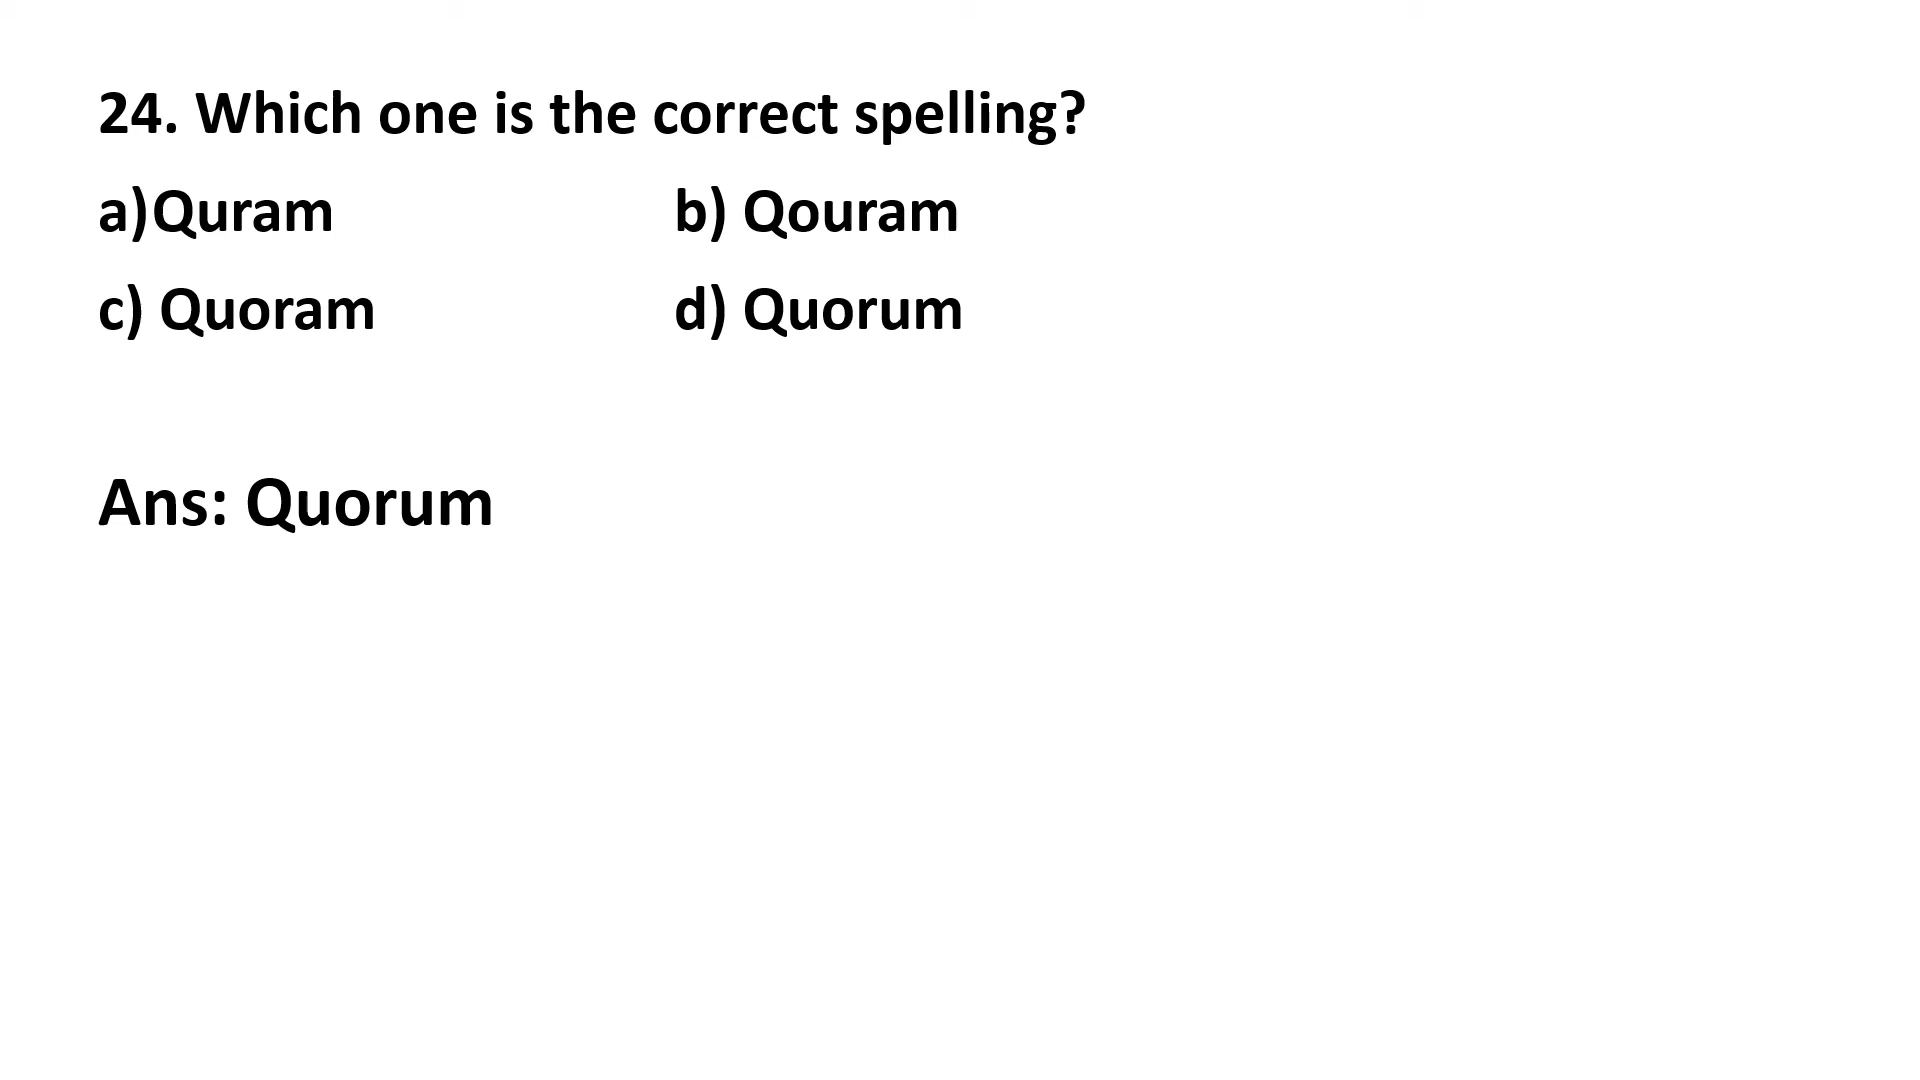 24. Which one is the correct spelling?
a)Quram b) Qouram
c) Quoram d) Quorum
Ans: Quorum